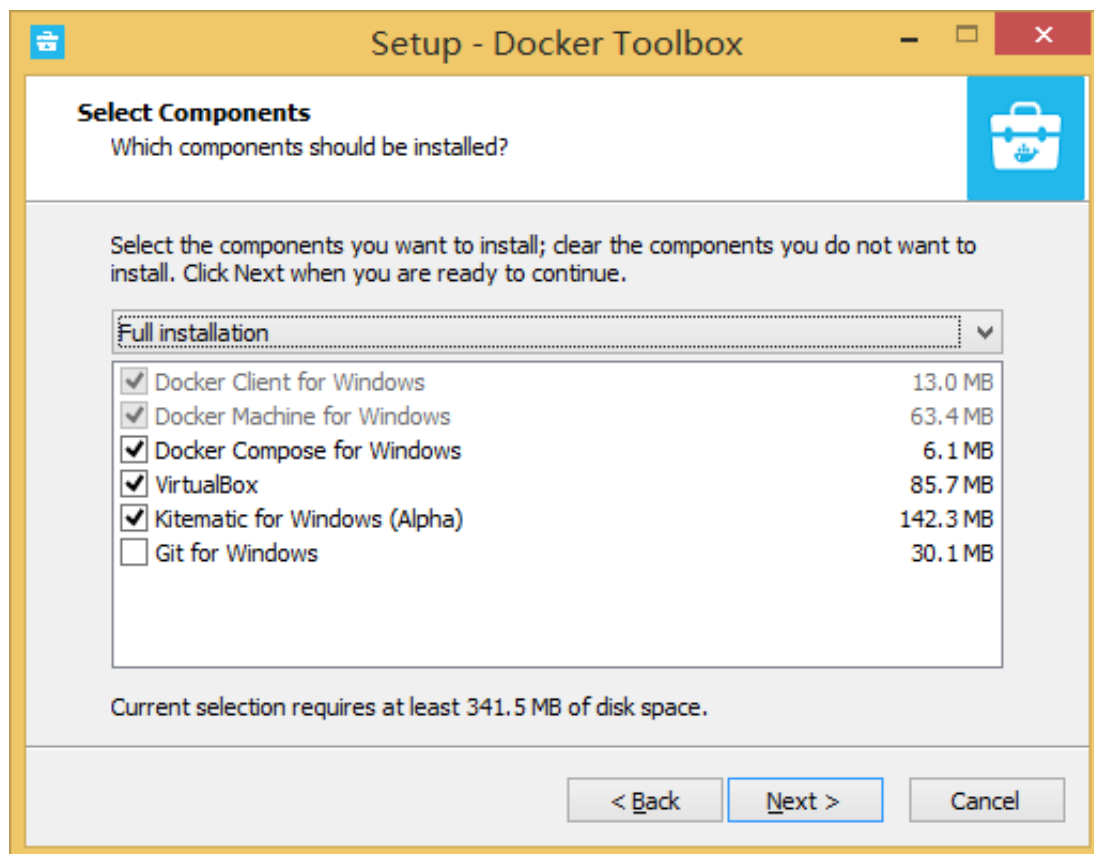 Setup - Docker Toolbox
Select Components
Which components should be installed?
Select the components you want to install; clear the components you do not want to
install. Click Next when you are ready to continue.
Full installation
Docker Client for Windows 13.0 MB
Docker Machine for Windows 63.4 MB
Docker Compose for Windows 6.1 MB
VirtualBox 85.7 MB
Kitematic for Windows (Alpha) 142.3 MB
Git for Windows 30.1 MB
Current selection requires at least 341.5 MB of disk space.
< Back Next > Cancel